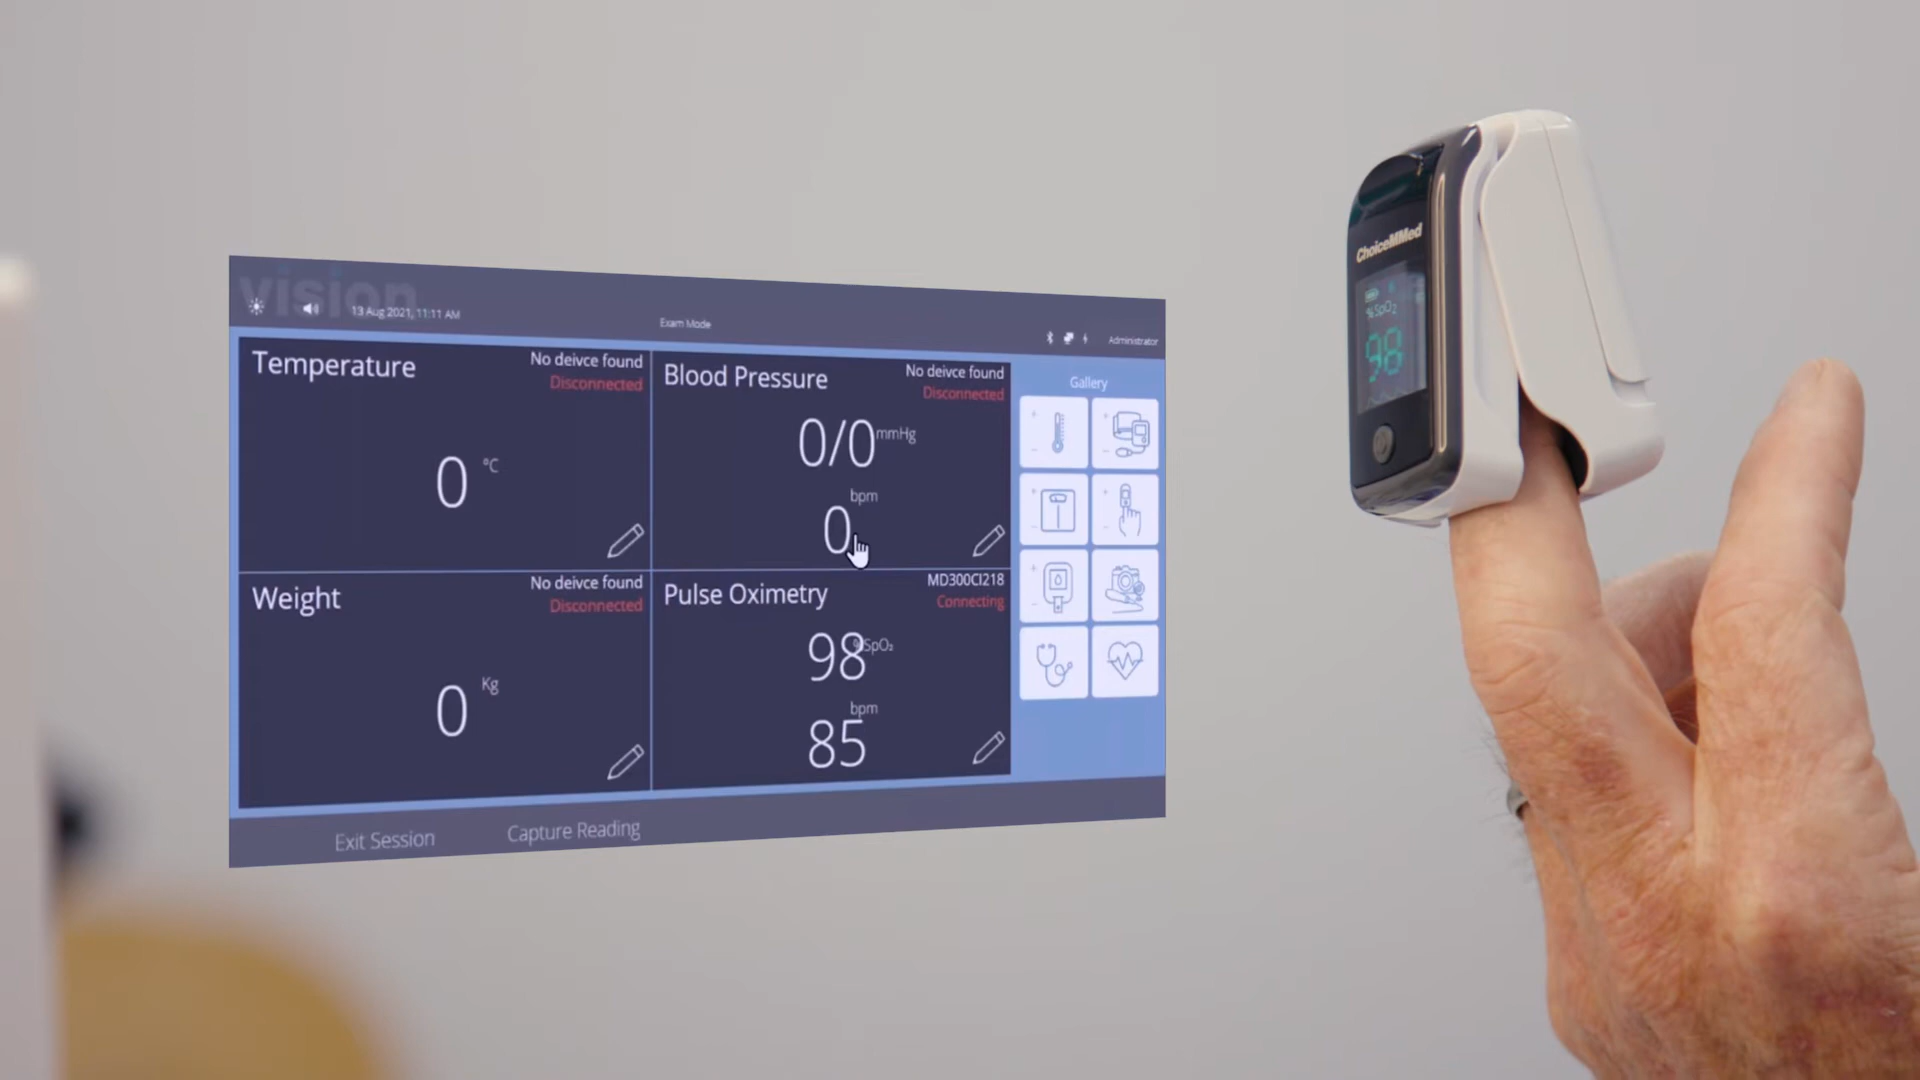 vision
13 Aug 2021, 11:11 AM
Exam Mode
Administrator
Temperature
No deivce found
Disconnected
0 °C
Blood Pressure
No deivce found
Disconnected
0/0 mmHg
bpm
0
Weight
No deivce found
Disconnected
0 Kg
Pulse Oximetry
MD300CI218
Connecting
98 %SpO₂
bpm
85
Gallery
Exit Session
Capture Reading
ChoiceMMed
%SpO₂
98